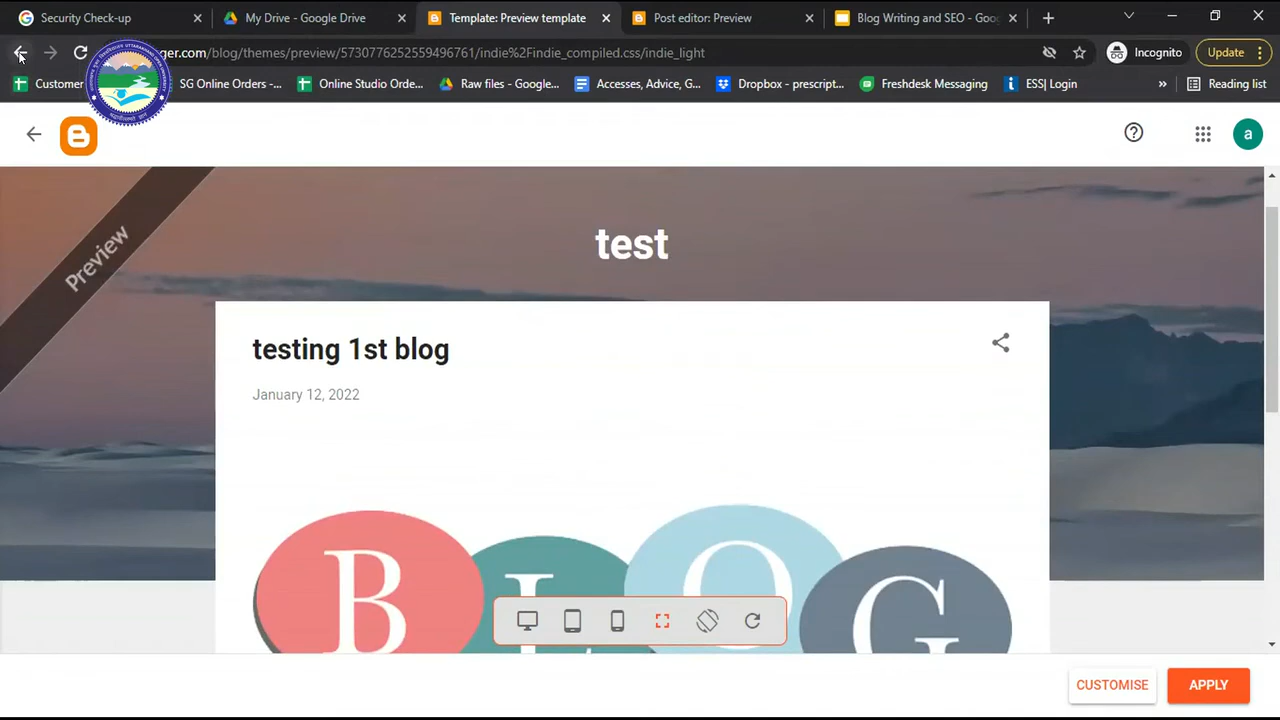 Security Check-up
My Drive - Google Drive
Template: Preview template
Post editor: Preview
Blog Writing and SEO - Goo
ger.com/blog/themes/preview/5730776252559496761/indie%2Findie_compiled.css/indie_light
Incognito
Update
Customer
SG Online Orders -...
Online Studio Orde...
Raw files - Google...
Accesses, Advice, G...
Dropbox - prod_opt...
Freshdesk Messaging
ESS| Login
»
Reading list
a
Preview
test
testing 1st blog
January 12, 2022
BLOG
CUSTOMISE
APPLY